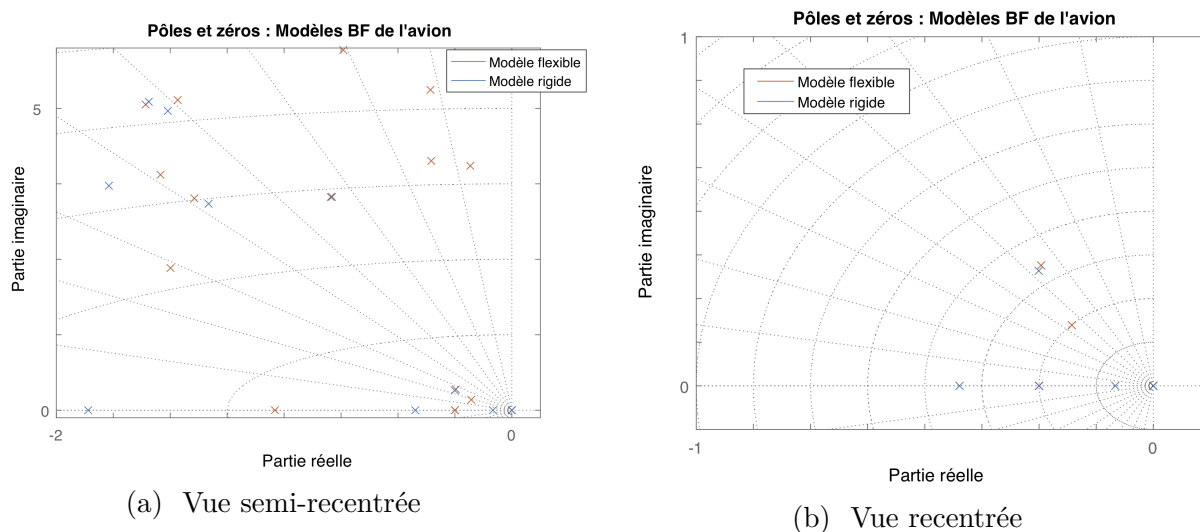 Pôles et zéros : Modèles BF de l'avion
Modèle flexible
Modèle rigide
5
0
-2
0
Partie imaginaire
Partie réelle
(a) Vue semi-recentrée
Pôles et zéros : Modèles BF de l'avion
1
Modèle flexible
Modèle rigide
0
-1
0
Partie imaginaire
Partie réelle
(b) Vue recentrée